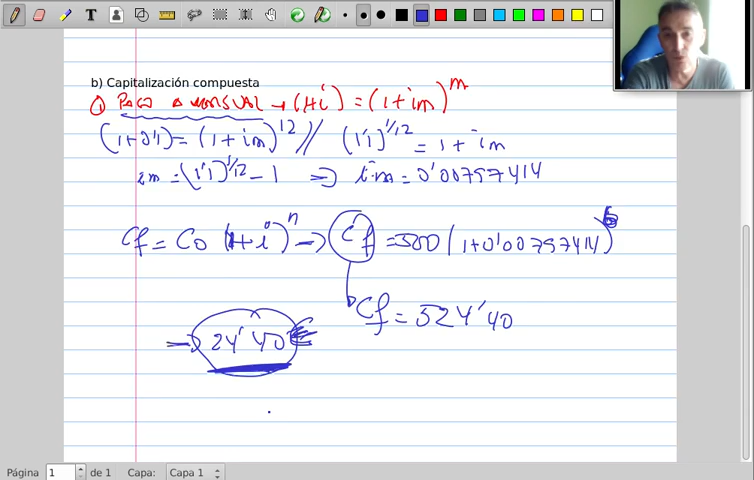 b) Capitalización compuesta
① PASO A MENSUAL → (1+i) = (1+im)^m
(1+0'1) = (1+im)^12 // (1'1)^1/12 = 1+im
im = (1'1)^1/12 - 1 ⇒ im = 0'00797414
Cf = Co (1+i)^n → Cf = 500 (1+0'00797414)^6
Cf = 524'40
⇒ 24'40 €
Página 1 de 1 Capa: Capa 1